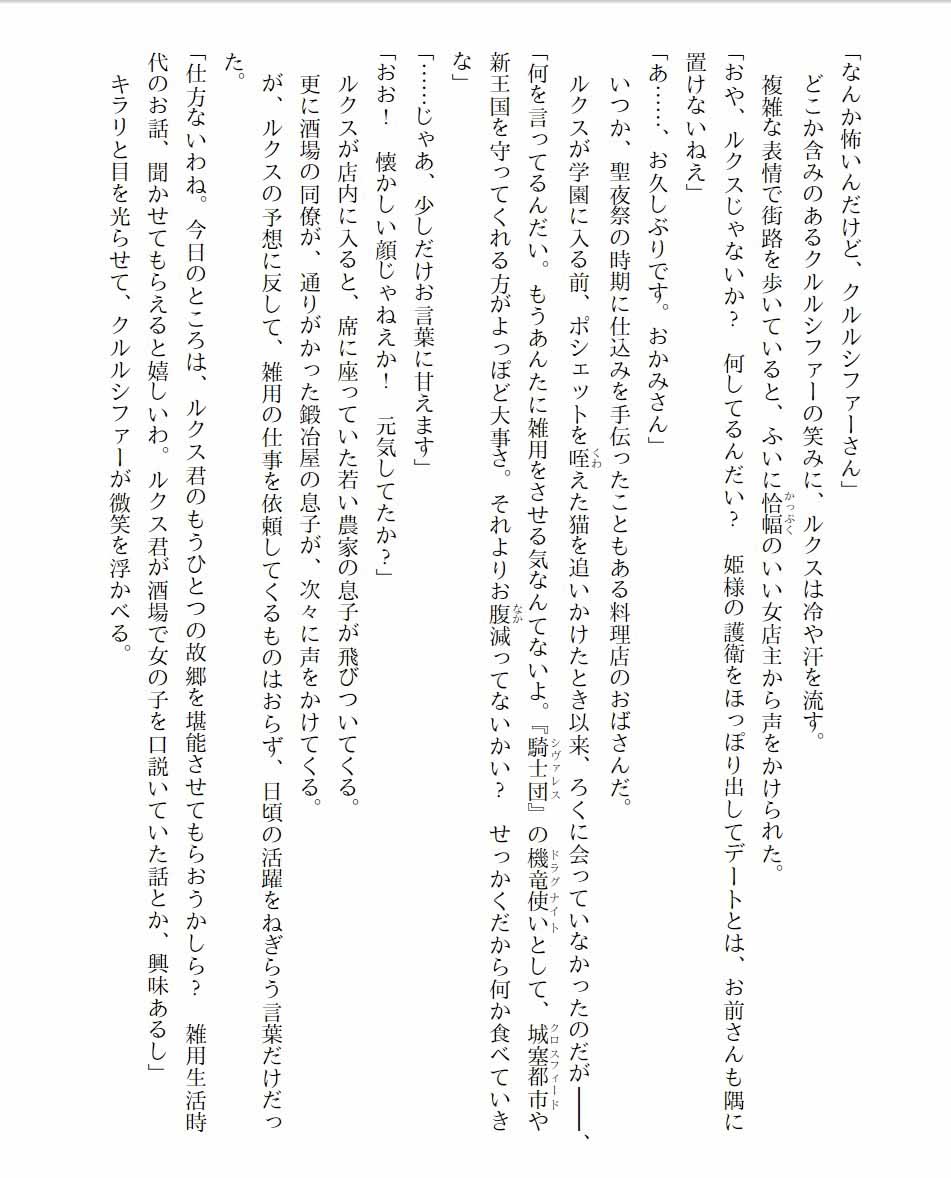 「なんか怖いんだけど、クルルシファーさん」
　どこか含みのあるクルルシファーの笑みに、ルクスは冷や汗を流す。
　複雑な表情で街路を歩いていると、ふいに恰幅のいい女店主から声をかけられた。
「おや、ルクスじゃないか？　何してるんだい？　姫様の護衛をほっぽり出してデートとは、お前さんも隅に
置けないねえ」
「あ……、お久しぶりです。おかみさん」
　いつか、聖夜祭の時期に仕込みを手伝ったこともある料理店のおばさんだ。
　ルクスが学園に入る前、ポシェットを咥えた猫を追いかけたとき以来、ろくに会っていなかったのだが――、
「何を言ってるんだい。もうあんたに雑用をさせる気なんてないよ。『騎士団』の機竜使いとして、城塞都市や
新王国を守ってくれる方がよっぽど大事さ。それよりお腹減ってないかい？　せっかくだから何か食べていき
な」
「……じゃあ、少しだけお言葉に甘えます」
「おお！　懐かしい顔じゃねえか！　元気してたか？」
　ルクスが店内に入ると、席に座っていた若い農家の息子が飛びついてくる。
　更に酒場の同僚が、通りがかった鍛冶屋の息子が、次々に声をかけてくる。
　が、ルクスの予想に反して、雑用の仕事を依頼してくるものはおらず、日頃の活躍をねぎらう言葉だけだっ
た。
「仕方ないわね。今日のところは、ルクス君のもうひとつの故郷を堪能させてもらおうかしら？　雑用生活時
代のお話、聞かせてもらえると嬉しいわ。ルクス君が酒場で女の子を口説いていた話とか、興味あるし」
　キラリと目を光らせて、クルルシファーが微笑を浮かべる。